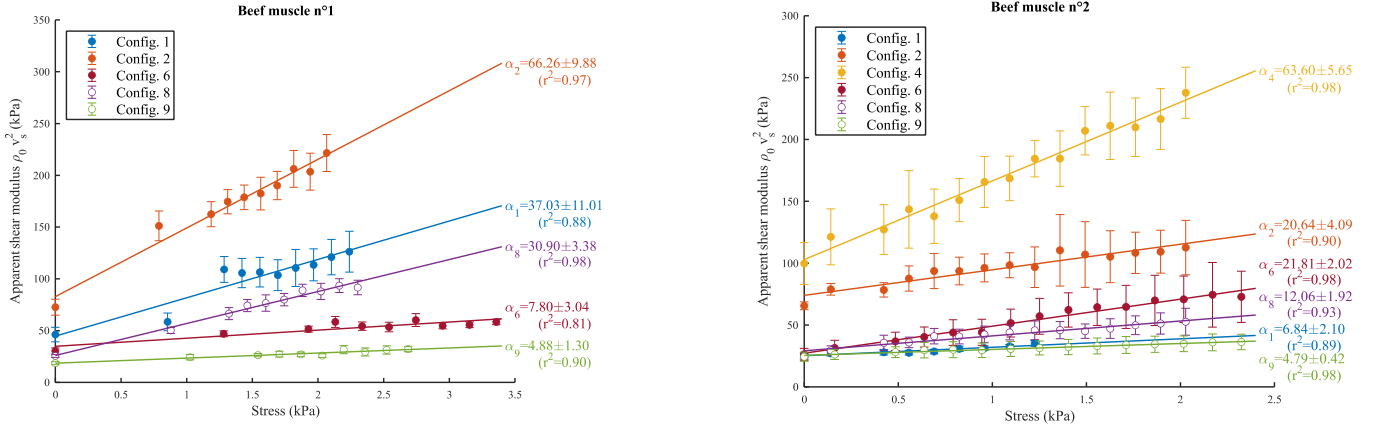 Beef muscle n°1
350
300
250
200
150
100
50
0
Apparent shear modulus ρ₀ vₛ² (kPa)
Config. 1
Config. 2
Config. 6
Config. 8
Config. 9
α₂=66.26±9.88
(r²=0.97)
α₁=37.03±11.01
(r²=0.88)
α₈=30.90±3.38
(r²=0.98)
α₆=7.80±3.04
(r²=0.81)
α₉=4.88±1.30
(r²=0.90)
0 0.5 1 1.5 2 2.5 3 3.5
Stress (kPa)
Beef muscle n°2
300
250
200
150
100
50
0
Apparent shear modulus ρ₀ vₛ² (kPa)
Config. 1
Config. 2
Config. 4
Config. 6
Config. 8
Config. 9
α₄=63.60±5.65
(r²=0.98)
α₂=20.64±4.09
(r²=0.90)
α₆=21.81±2.02
(r²=0.98)
α₈=12.06±1.92
(r²=0.93)
α₁=6.84±2.10
(r²=0.89)
α₉=4.79±0.42
(r²=0.98)
0 0.5 1 1.5 2 2.5
Stress (kPa)